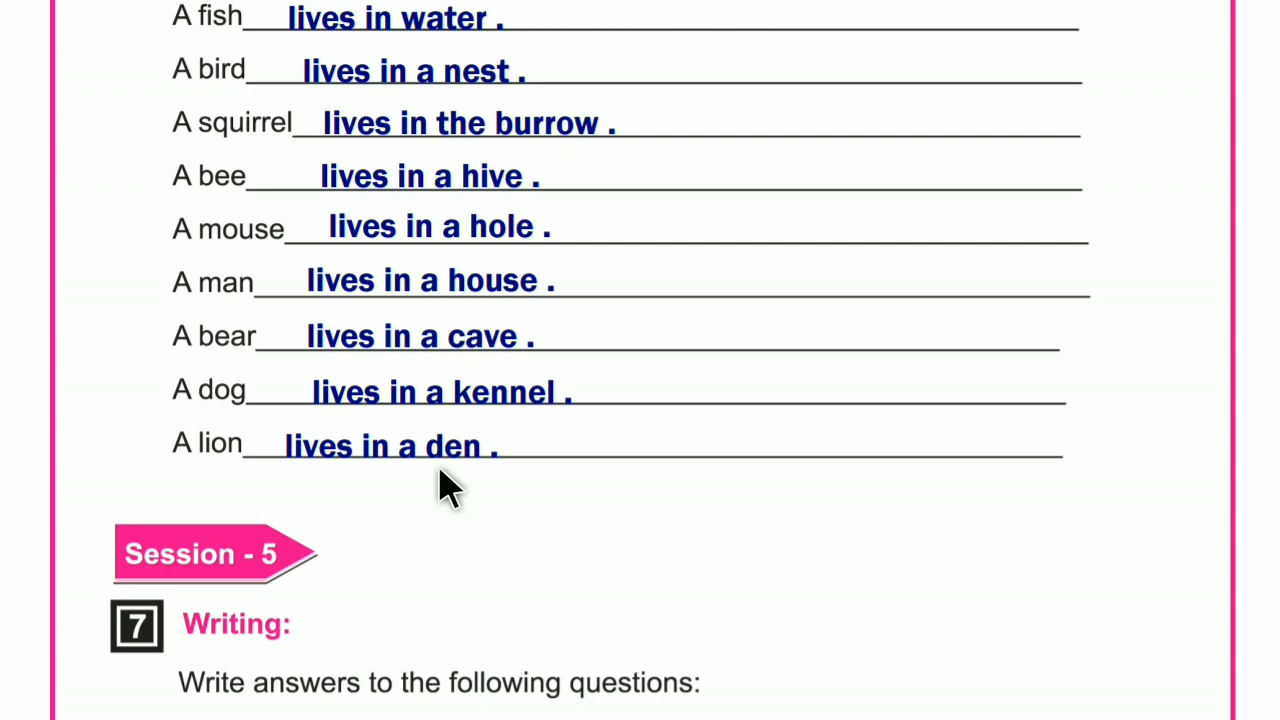 A fish lives in water .
A bird lives in a nest .
A squirrel lives in the burrow .
A bee lives in a hive .
A mouse lives in a hole .
A man lives in a house .
A bear lives in a cave .
A dog lives in a kennel .
A lion lives in a den .
Session - 5
7 Writing:
Write answers to the following questions: